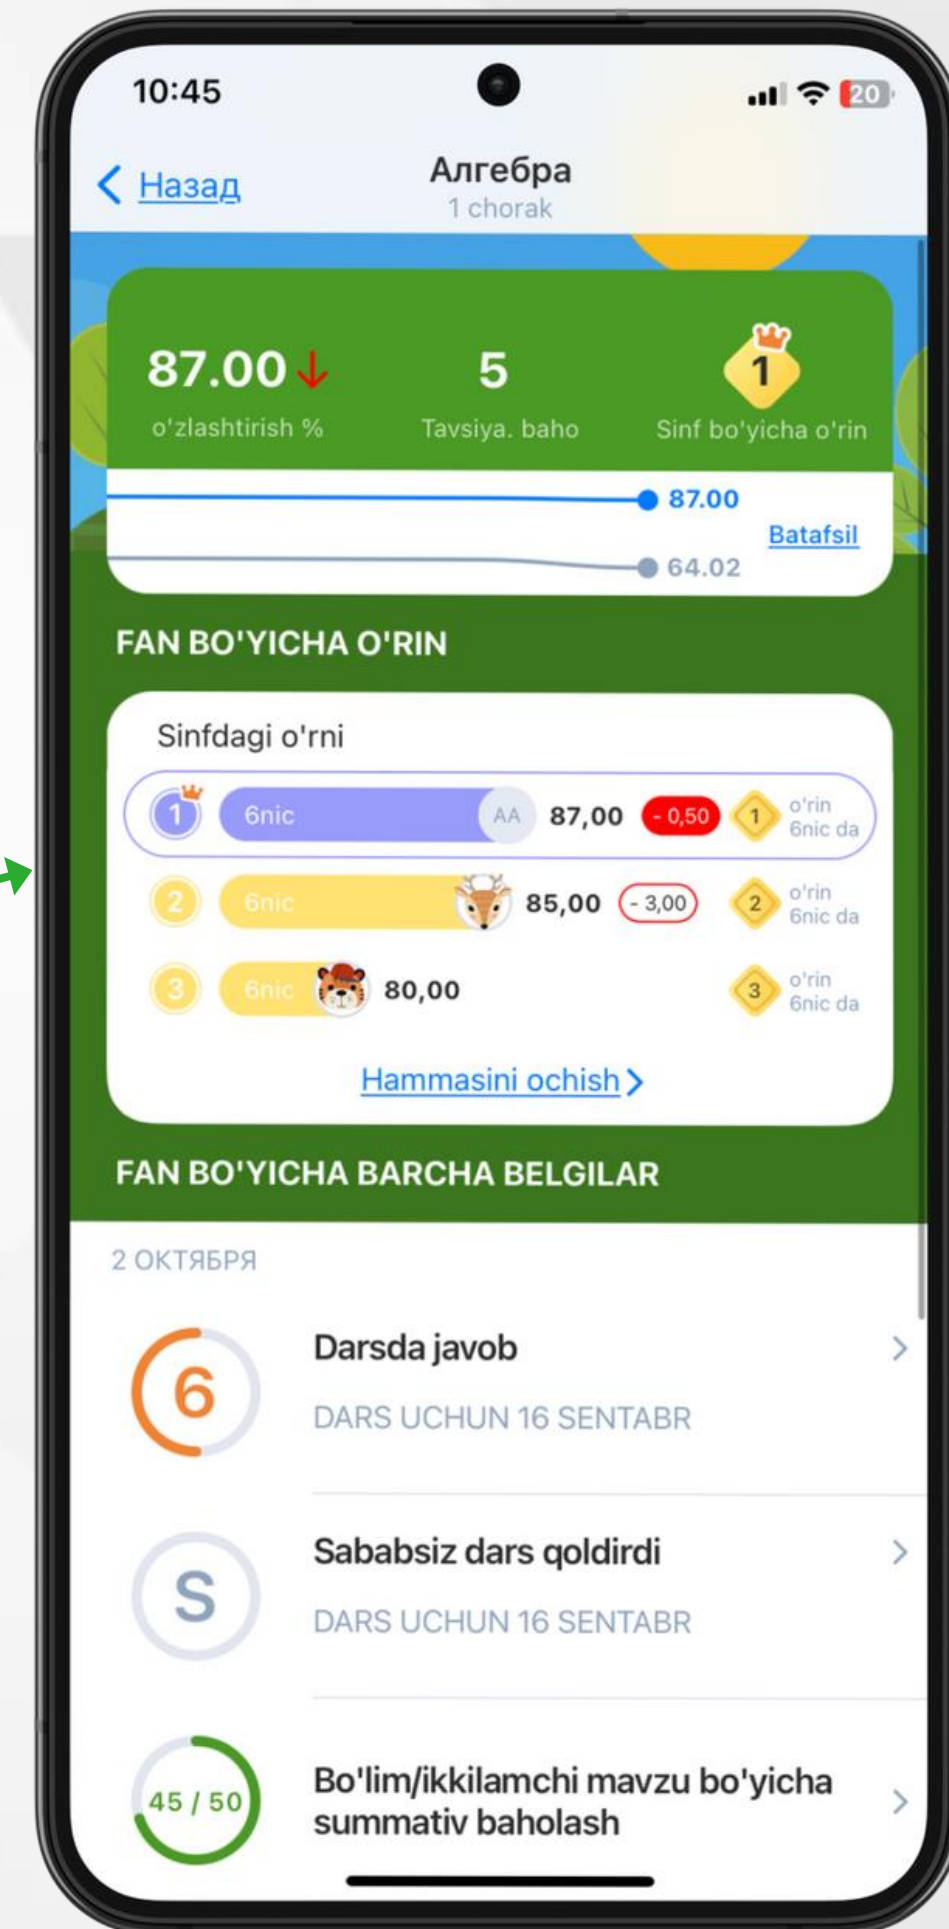 10:45
20
Назад
Алгебра
1 chorak
87.00
5
1
o'zlashtirish %
Tavsiya. baho
Sinf bo'yicha o'rin
87.00
Batafsil
64.02
FAN BO'YICHA O'RIN
Sinfdagi o'rni
1 6nic AA 87,00 - 0,50 1 o'rin
6nic da
2 6nic 85,00 - 3,00 2 o'rin
6nic da
3 6nic 80,00 3 o'rin
6nic da
Hammasini ochish
FAN BO'YICHA BARCHA BELGILAR
2 ОКТЯБРЯ
6
Darsda javob
DARS UCHUN 16 SENTABR
S
Sababsiz dars qoldirdi
DARS UCHUN 16 SENTABR
45 / 50
Bo'lim/ikkilamchi mavzu bo'yicha
summativ baholash